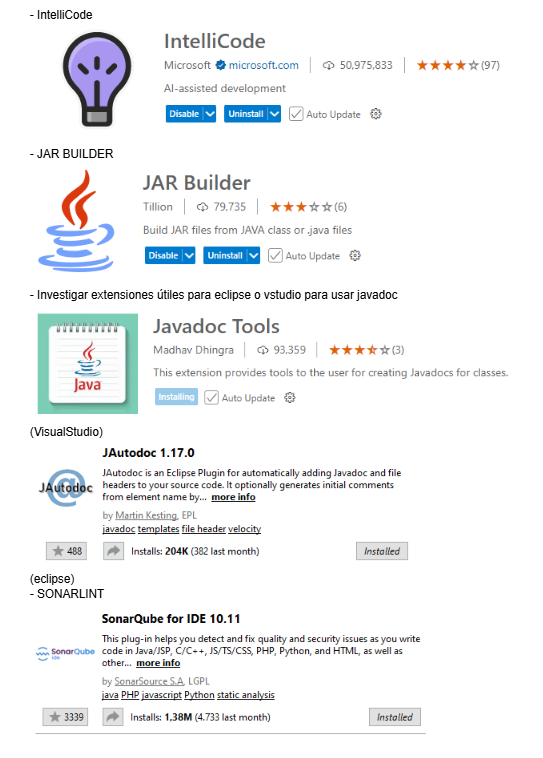 - IntelliCode
IntelliCode
Microsoft microsoft.com 50,975,833 (97)
AI-assisted development
Disable Uninstall Auto Update
- JAR BUILDER
JAR Builder
Tillion 79.735 (6)
Build JAR files from JAVA class or .java files
Disable Uninstall Auto Update
- Investigar extensiones útiles para eclipse o vstudio para usar javadoc
Java
Javadoc Tools
Madhav Dhingra 93.359 (3)
This extension provides tools to the user for creating Javadocs for classes.
Installing Auto Update
(VisualStudio)
JAutodoc
JAutodoc 1.17.0
JAutodoc is an Eclipse Plugin for automatically adding Javadoc and file
headers to your source code. It optionally generates initial comments
from element name by... more info
by Martin Kesting, EPL
javadoc templates file header velocity
488 Installs: 204K (382 last month) Installed
(eclipse)
- SONARLINT
SonarQube
IDE
SonarQube for IDE 10.11
This plug-in helps you detect and fix quality and security issues as you write
code in Java/JSP, C/C++, JS/TS/CSS, PHP, Python, and HTML, as well as
other... more info
by SonarSource S.A, LGPL
java PHP javascript Python static analysis
3339 Installs: 1,38M (4.733 last month) Installed